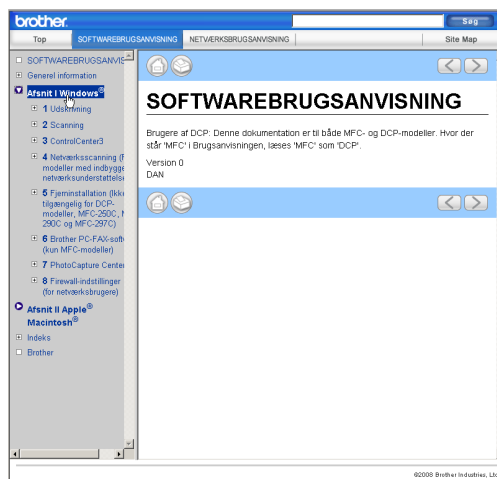 brother.
Søg
Top
SOFTWAREBRUGSANVISNING
NETVÆRKSBRUGSANVISNING
Site Map
SOFTWAREBRUGSANVIS
Generel information
Afsnit I Windows®
1 Udskrivning
2 Scanning
3 ControlCenter3
4 Netværksscanning (F
modeller med indbygge
netværksunderstøttelse
5 Fjerninstallation (Ikke
tilgængelig for DCP-
modeller, MFC-250C, M
290C og MFC-297C)
6 Brother PC-FAX-soft
(kun MFC-modeller)
7 PhotoCapture Center
8 Firewall-indstillinger
(for netværksbrugere)
Afsnit II Apple®
Macintosh®
Indeks
Brother
SOFTWAREBRUGSANVISNING
Brugere af DCP: Denne dokumentation er til både MFC- og DCP-modeller. Hvor der
står 'MFC' i Brugsanvisningen, læses 'MFC' som 'DCP'.
Version 0
DAN
©2008 Brother Industries, Ltd